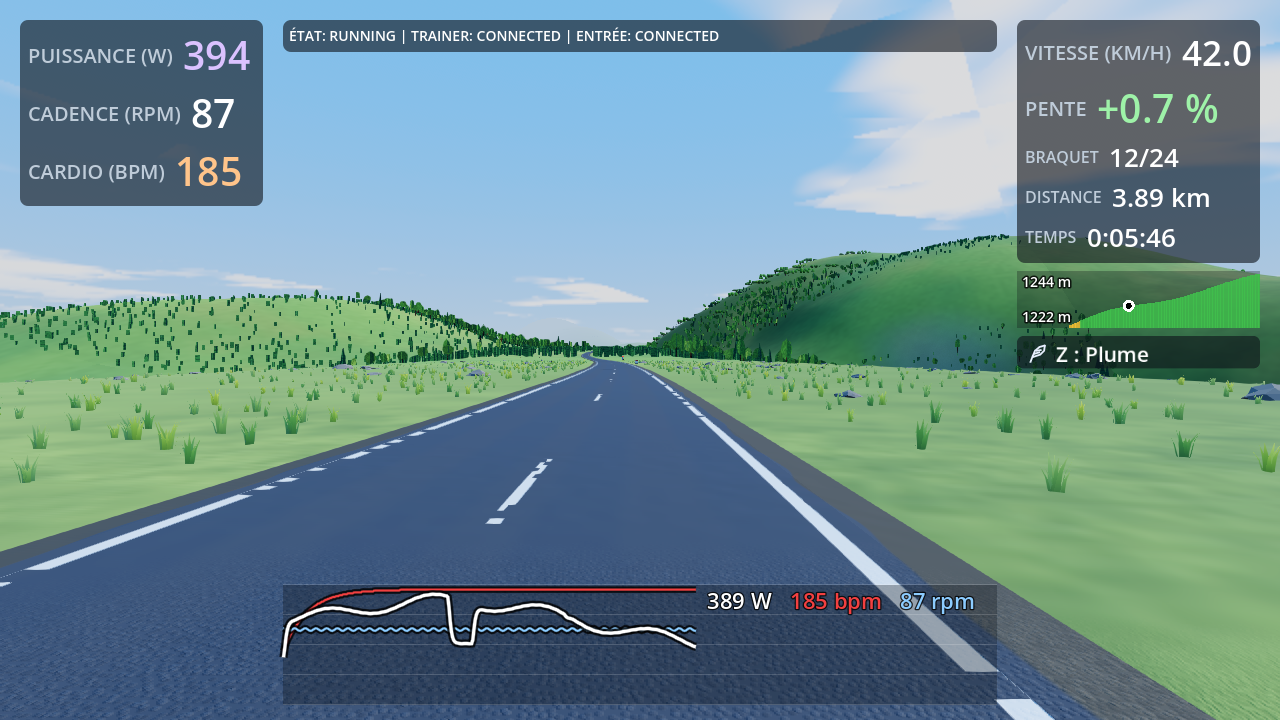 PUISSANCE (W) 394
CADENCE (RPM) 87
CARDIO (BPM) 185
ÉTAT: RUNNING | TRAINER: CONNECTED | ENTRÉE: CONNECTED
VITESSE (KM/H) 42.0
PENTE +0.7 %
BRAQUET 12/24
DISTANCE 3.89 km
TEMPS 0:05:46
1244 m
1222 m
Z : Plume
389 W 185 bpm 87 rpm